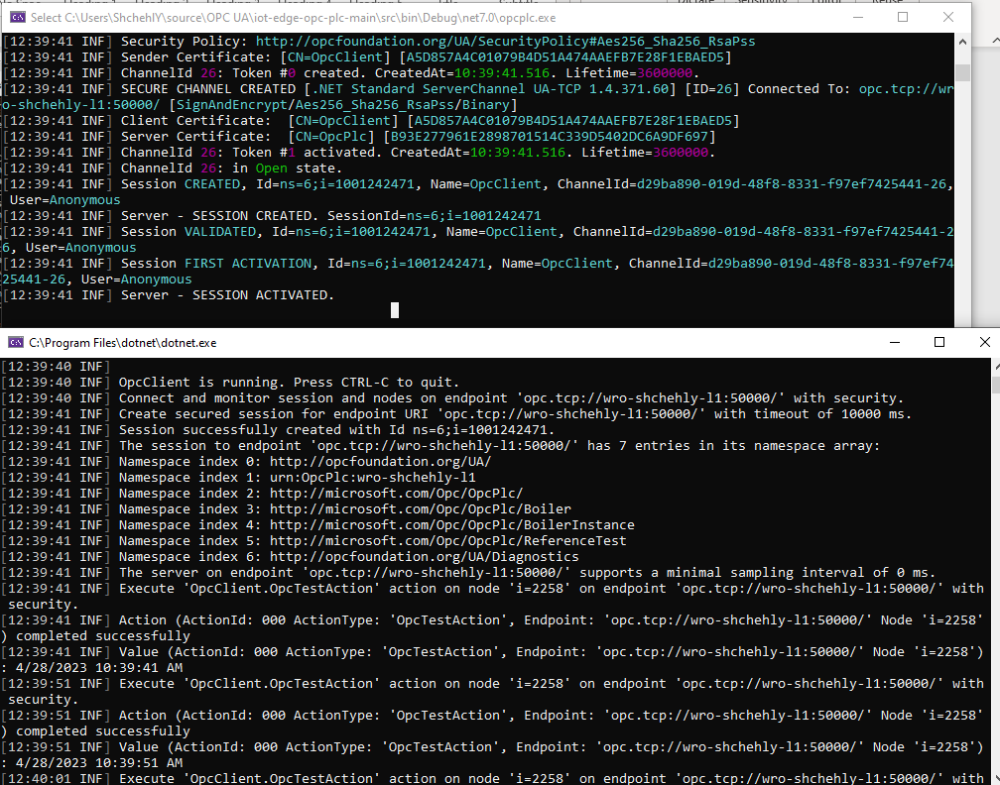 Select C:\Users\ShchehlY\source\OPC UA\iot-edge-opc-plc-main\src\bin\Debug\net7.0\opcplc.exe
[12:39:41 INF] Security Policy: http://opcfoundation.org/UA/SecurityPolicy#Aes256_Sha256_RsaPss
[12:39:41 INF] Sender Certificate: [CN=OpcClient] [A5D857A4C01079B4D51A474AAEFB7E28F1EBAED5]
[12:39:41 INF] ChannelId 26: Token #0 created. CreatedAt=10:39:41.516. Lifetime=3600000.
[12:39:41 INF] SECURE CHANNEL CREATED [.NET Standard ServerChannel UA-TCP 1.4.371.60] [ID=26] Connected To: opc.tcp://wr
o-shchehly-l1:50000/ [SignAndEncrypt/Aes256_Sha256_RsaPss/Binary]
[12:39:41 INF] Client Certificate:  [CN=OpcClient] [A5D857A4C01079B4D51A474AAEFB7E28F1EBAED5]
[12:39:41 INF] Server Certificate:  [CN=OpcPlc] [B93E277961E2898701514C339D5402DC6A9DF697]
[12:39:41 INF] ChannelId 26: Token #1 activated. CreatedAt=10:39:41.516. Lifetime=3600000.
[12:39:41 INF] ChannelId 26: in Open state.
[12:39:41 INF] Session CREATED, Id=ns=6;i=1001242471, Name=OpcClient, ChannelId=d29ba890-019d-48f8-8331-f97ef7425441-26,
 User=Anonymous
[12:39:41 INF] Server - SESSION CREATED. SessionId=ns=6;i=1001242471
[12:39:41 INF] Session VALIDATED, Id=ns=6;i=1001242471, Name=OpcClient, ChannelId=d29ba890-019d-48f8-8331-f97ef7425441-2
6, User=Anonymous
[12:39:41 INF] Session FIRST ACTIVATION, Id=ns=6;i=1001242471, Name=OpcClient, ChannelId=d29ba890-019d-48f8-8331-f97ef74
25441-26, User=Anonymous
[12:39:41 INF] Server - SESSION ACTIVATED.
C:\Program Files\dotnet\dotnet.exe
[12:39:40 INF]
[12:39:40 INF] OpcClient is running. Press CTRL-C to quit.
[12:39:40 INF] Connect and monitor session and nodes on endpoint 'opc.tcp://wro-shchehly-l1:50000/' with security.
[12:39:41 INF] Create secured session for endpoint URI 'opc.tcp://wro-shchehly-l1:50000/' with timeout of 10000 ms.
[12:39:41 INF] Session successfully created with Id ns=6;i=1001242471.
[12:39:41 INF] The session to endpoint 'opc.tcp://wro-shchehly-l1:50000/' has 7 entries in its namespace array:
[12:39:41 INF] Namespace index 0: http://opcfoundation.org/UA/
[12:39:41 INF] Namespace index 1: urn:OpcPlc:wro-shchehly-l1
[12:39:41 INF] Namespace index 2: http://microsoft.com/Opc/OpcPlc/
[12:39:41 INF] Namespace index 3: http://microsoft.com/Opc/OpcPlc/Boiler
[12:39:41 INF] Namespace index 4: http://microsoft.com/Opc/OpcPlc/BoilerInstance
[12:39:41 INF] Namespace index 5: http://microsoft.com/Opc/OpcPlc/ReferenceTest
[12:39:41 INF] Namespace index 6: http://opcfoundation.org/UA/Diagnostics
[12:39:41 INF] The server on endpoint 'opc.tcp://wro-shchehly-l1:50000/' supports a minimal sampling interval of 0 ms.
[12:39:41 INF] Execute 'OpcClient.OpcTestAction' action on node 'i=2258' on endpoint 'opc.tcp://wro-shchehly-l1:50000/' with
 security.
[12:39:41 INF] Action (ActionId: 000 ActionType: 'OpcTestAction', Endpoint: 'opc.tcp://wro-shchehly-l1:50000/' Node 'i=2258'
) completed successfully
[12:39:41 INF] Value (ActionId: 000 ActionType: 'OpcTestAction', Endpoint: 'opc.tcp://wro-shchehly-l1:50000/' Node 'i=2258')
: 4/28/2023 10:39:41 AM
[12:39:51 INF] Execute 'OpcClient.OpcTestAction' action on node 'i=2258' on endpoint 'opc.tcp://wro-shchehly-l1:50000/' with
 security.
[12:39:51 INF] Action (ActionId: 000 ActionType: 'OpcTestAction', Endpoint: 'opc.tcp://wro-shchehly-l1:50000/' Node 'i=2258'
) completed successfully
[12:39:51 INF] Value (ActionId: 000 ActionType: 'OpcTestAction', Endpoint: 'opc.tcp://wro-shchehly-l1:50000/' Node 'i=2258')
: 4/28/2023 10:39:51 AM
[12:40:01 INF] Execute 'OpcClient.OpcTestAction' action on node 'i=2258' on endpoint 'opc.tcp://wro-shchehly-l1:50000/' with